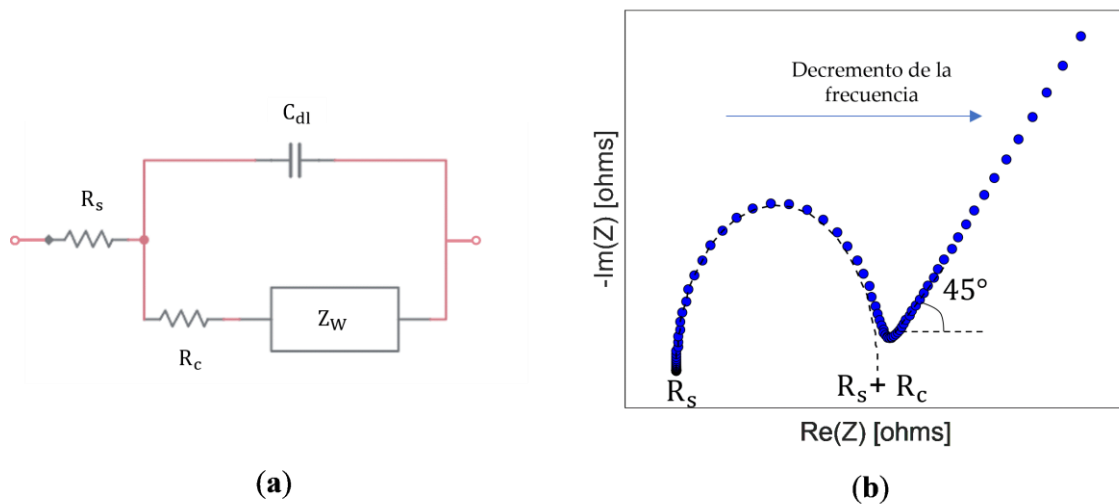 C_dl
R_s
Z_W
R_c
(a)
Decremento de la
frecuencia
-Im(Z) [ohms]
45°
R_s
R_s + R_c
Re(Z) [ohms]
(b)